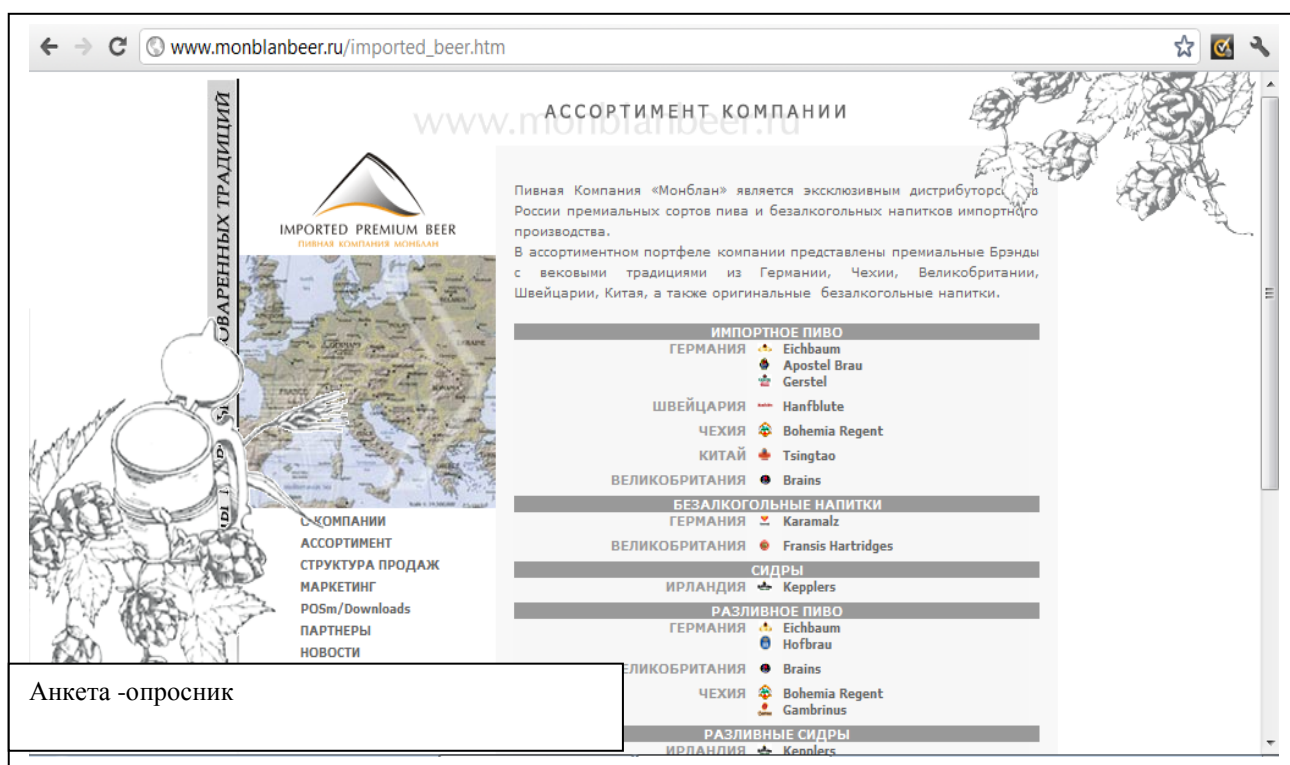 www.monblanbeer.ru/imported_beer.htm
АССОРТИМЕНТ КОМПАНИИ
www.monblanbeer.ru
ТРАДИЦИЙ
IMPORTED PREMIUM BEER
ПИВНАЯ КОМПАНИЯ МОНБЛАН
Пивная Компания «Монблан» является эксклюзивным в
России премиальных сортов пива и безалкогольных напитков импортного
производства.
В ассортиментном портфеле компании представлены премиальные Брэнды
с вековыми традициями из Германии, Чехии, Великобритании,
Швейцарии, Китая, а также оригинальные безалкогольные напитки.
ИМПОРТНОЕ ПИВО
ГЕРМАНИЯ Eichbaum
Apostel Brau
Gerstel
ШВЕЙЦАРИЯ Hanfblute
ЧЕХИЯ Bohemia Regent
КИТАЙ Tsingtao
ВЕЛИКОБРИТАНИЯ Brains
БЕЗАЛКОГОЛЬНЫЕ НАПИТКИ
ГЕРМАНИЯ Karamalz
ВЕЛИКОБРИТАНИЯ Fransis Hartridges
СИДРЫ
ИРЛАНДИЯ Kepplers
РАЗЛИВНОЕ ПИВО
ГЕРМАНИЯ Eichbaum
Hofbrau
ЕЛИКОБРИТАНИЯ Brains
ЧЕХИЯ Bohemia Regent
Gambrinus
РАЗЛИВНЫЕ СИДРЫ
ИРЛАНДИЯ Kepplers
О КОМПАНИИ
АССОРТИМЕНТ
СТРУКТУРА ПРОДАЖ
МАРКЕТИНГ
POSm/Downloads
ПАРТНЕРЫ
НОВОСТИ
Анкета -опросник